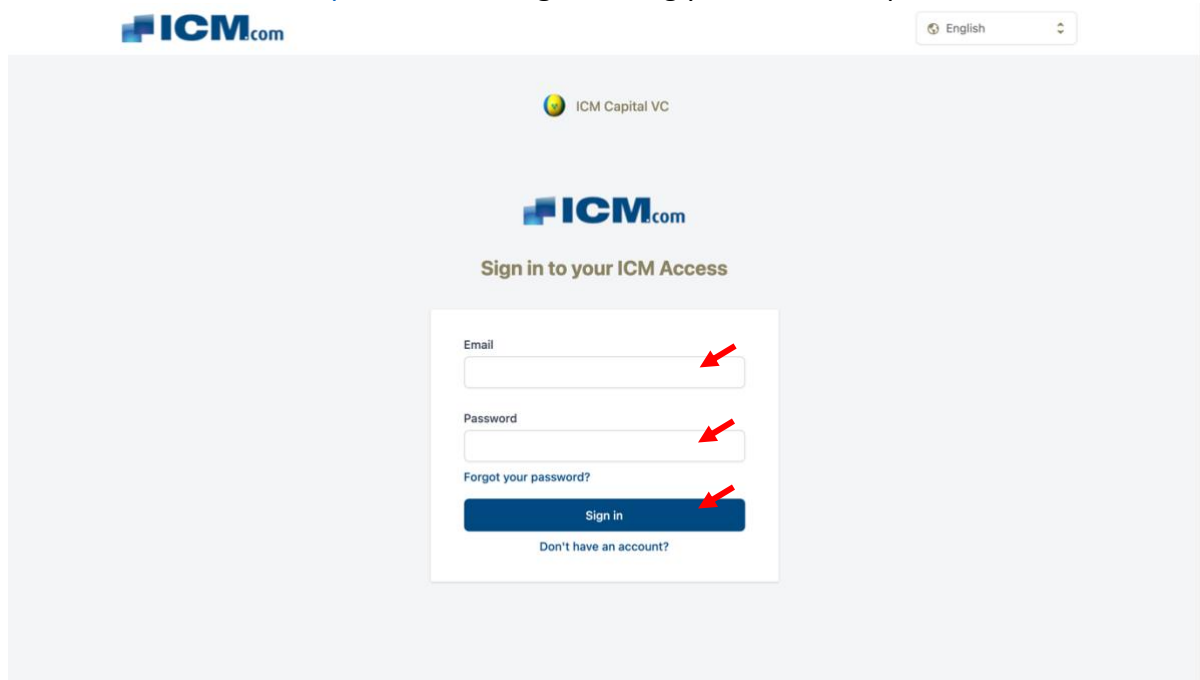 ICM.com
English
ICM Capital VC
ICM.com
Sign in to your ICM Access
Email
Password
Forgot your password?
Sign in
Don't have an account?